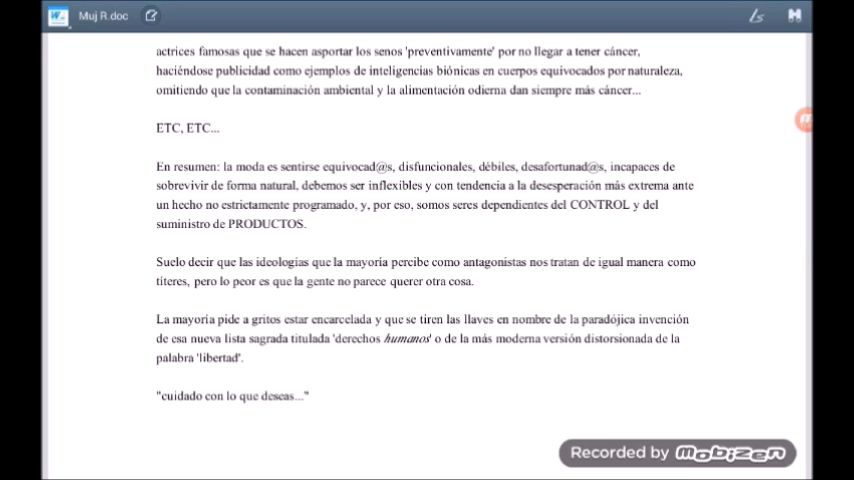 Muj R.doc
actrices famosas que se hacen asportar los senos 'preventivamente' por no llegar a tener cáncer,
haciéndose publicidad como ejemplos de inteligencias biónicas en cuerpos equivocados por naturaleza,
omitiendo que la contaminación ambiental y la alimentación odierna dan siempre más cáncer...
ETC, ETC...
En resumen: la moda es sentirse equivocad@s, disfuncionales, débiles, desafortunad@s, incapaces de
sobrevivir de forma natural, debemos ser inflexibles y con tendencia a la desesperación más extrema ante
un hecho no estrictamente programado, y, por eso, somos seres dependientes del CONTROL y del
suministro de PRODUCTOS.
Suelo decir que las ideologías que la mayoría percibe como antagonistas nos tratan de igual manera como
títeres, pero lo peor es que la gente no parece querer otra cosa.
La mayoría pide a gritos estar encarcelada y que se tiren las llaves en nombre de la paradójica invención
de esa nueva lista sagrada titulada 'derechos humanos' o de la más moderna versión distorsionada de la
palabra 'libertad'.
"cuidado con lo que deseas..."
Recorded by mobizen